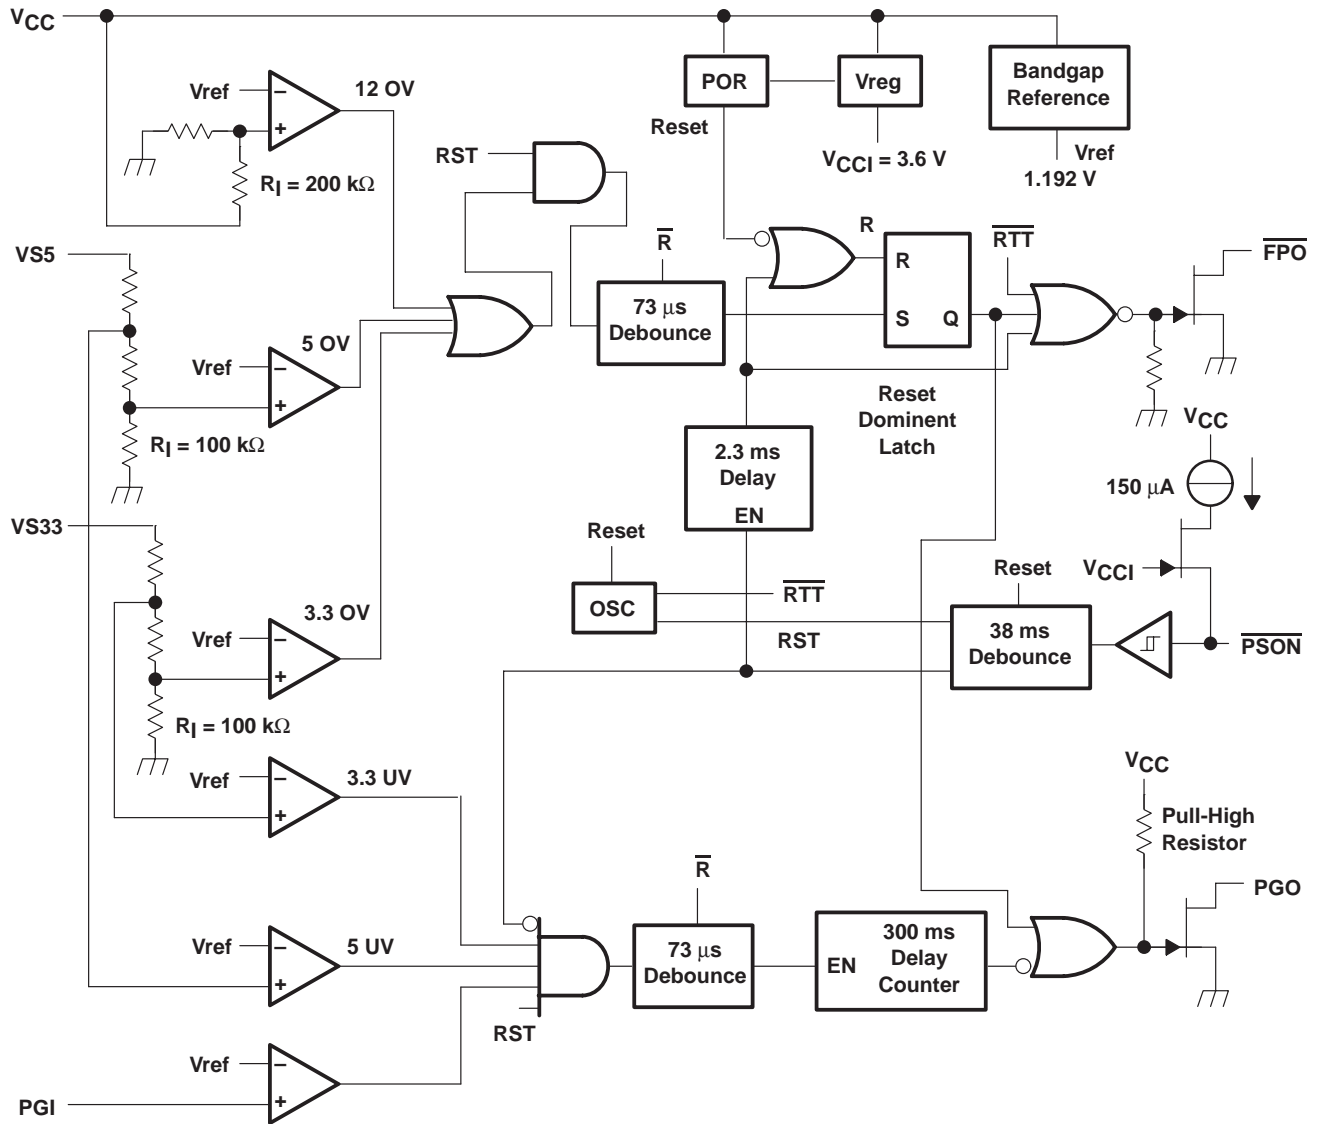 VCC
Vref
−
+
12 OV
RI = 200 kΩ
POR
Vreg
Bandgap
Reference
Reset
VCCI = 3.6 V
Vref
1.192 V
RST
VS5
R̅
R
R
S
Q
R̅T̅T̅
F̅P̅O̅
73 μs
Debounce
5 OV
Vref
−
+
RI = 100 kΩ
Reset
Dominent
Latch
VCC
2.3 ms
Delay
EN
150 μA
VS33
Reset
Reset
VCCI
OSC
R̅T̅T̅
3.3 OV
Vref
−
+
RST
38 ms
Debounce
P̅S̅O̅N̅
RI = 100 kΩ
Vref
−
+
3.3 UV
VCC
Pull-High
Resistor
R̅
PGO
Vref
−
+
5 UV
73 μs
Debounce
EN
300 ms
Delay
Counter
RST
Vref
−
+
PGI